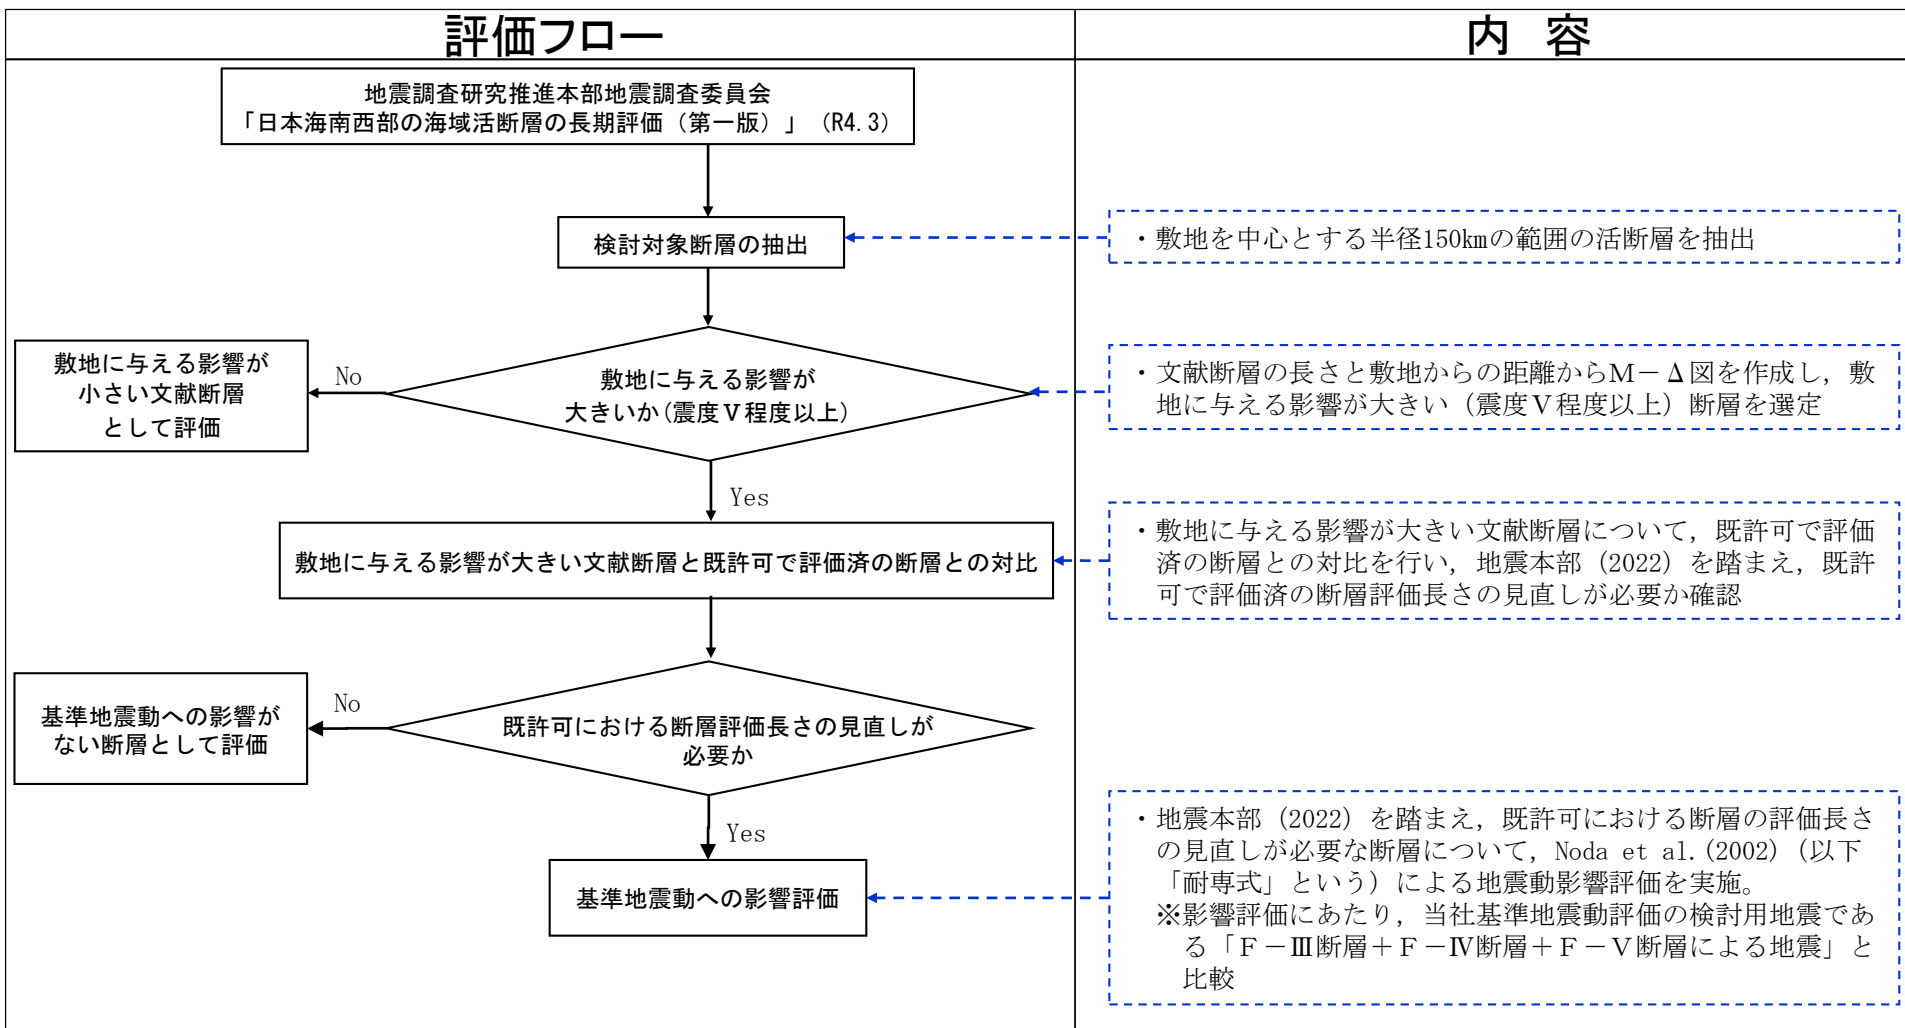 評価フロー
内 容
地震調査研究推進本部地震調査委員会
「日本海南西部の海域活断層の長期評価（第一版）」（R4.3）
検討対象断層の抽出
・敷地を中心とする半径150㎞の範囲の活断層を抽出
敷地に与える影響が
小さい文献断層
として評価
No
敷地に与える影響が
大きいか(震度Ⅴ程度以上)
・文献断層の長さと敷地からの距離からＭ－Δ図を作成し，敷
地に与える影響が大きい（震度Ⅴ程度以上）断層を選定
Yes
敷地に与える影響が大きい文献断層と既許可で評価済の断層との対比
・敷地に与える影響が大きい文献断層について，既許可で評価
済の断層との対比を行い，地震本部（2022）を踏まえ，既許
可で評価済の断層評価長さの見直しが必要か確認
基準地震動への影響が
ない断層として評価
No
既許可における断層評価長さの見直しが
必要か
Yes
基準地震動への影響評価
・地震本部（2022）を踏まえ，既許可における断層の評価長さ
の見直しが必要な断層について，Noda et al.(2002)（以下
「耐専式」という）による地震動影響評価を実施。
※影響評価にあたり，当社基準地震動評価の検討用地震であ
る「Ｆ－Ⅲ断層＋Ｆ－Ⅳ断層＋Ｆ－Ⅴ断層による地震」と
比較